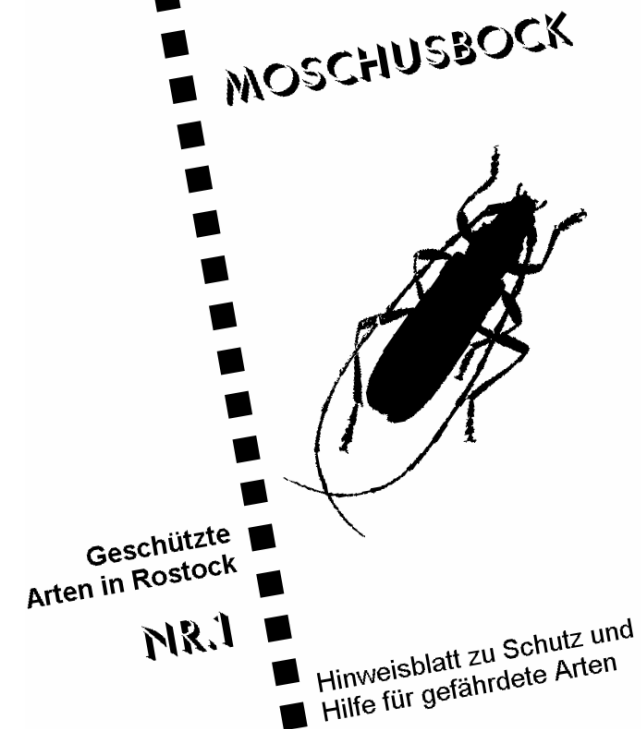 MOSCHUSBOCK
Geschützte
Arten in Rostock
NR.1
Hinweisblatt zu Schutz und
Hilfe für gefährdete Arten